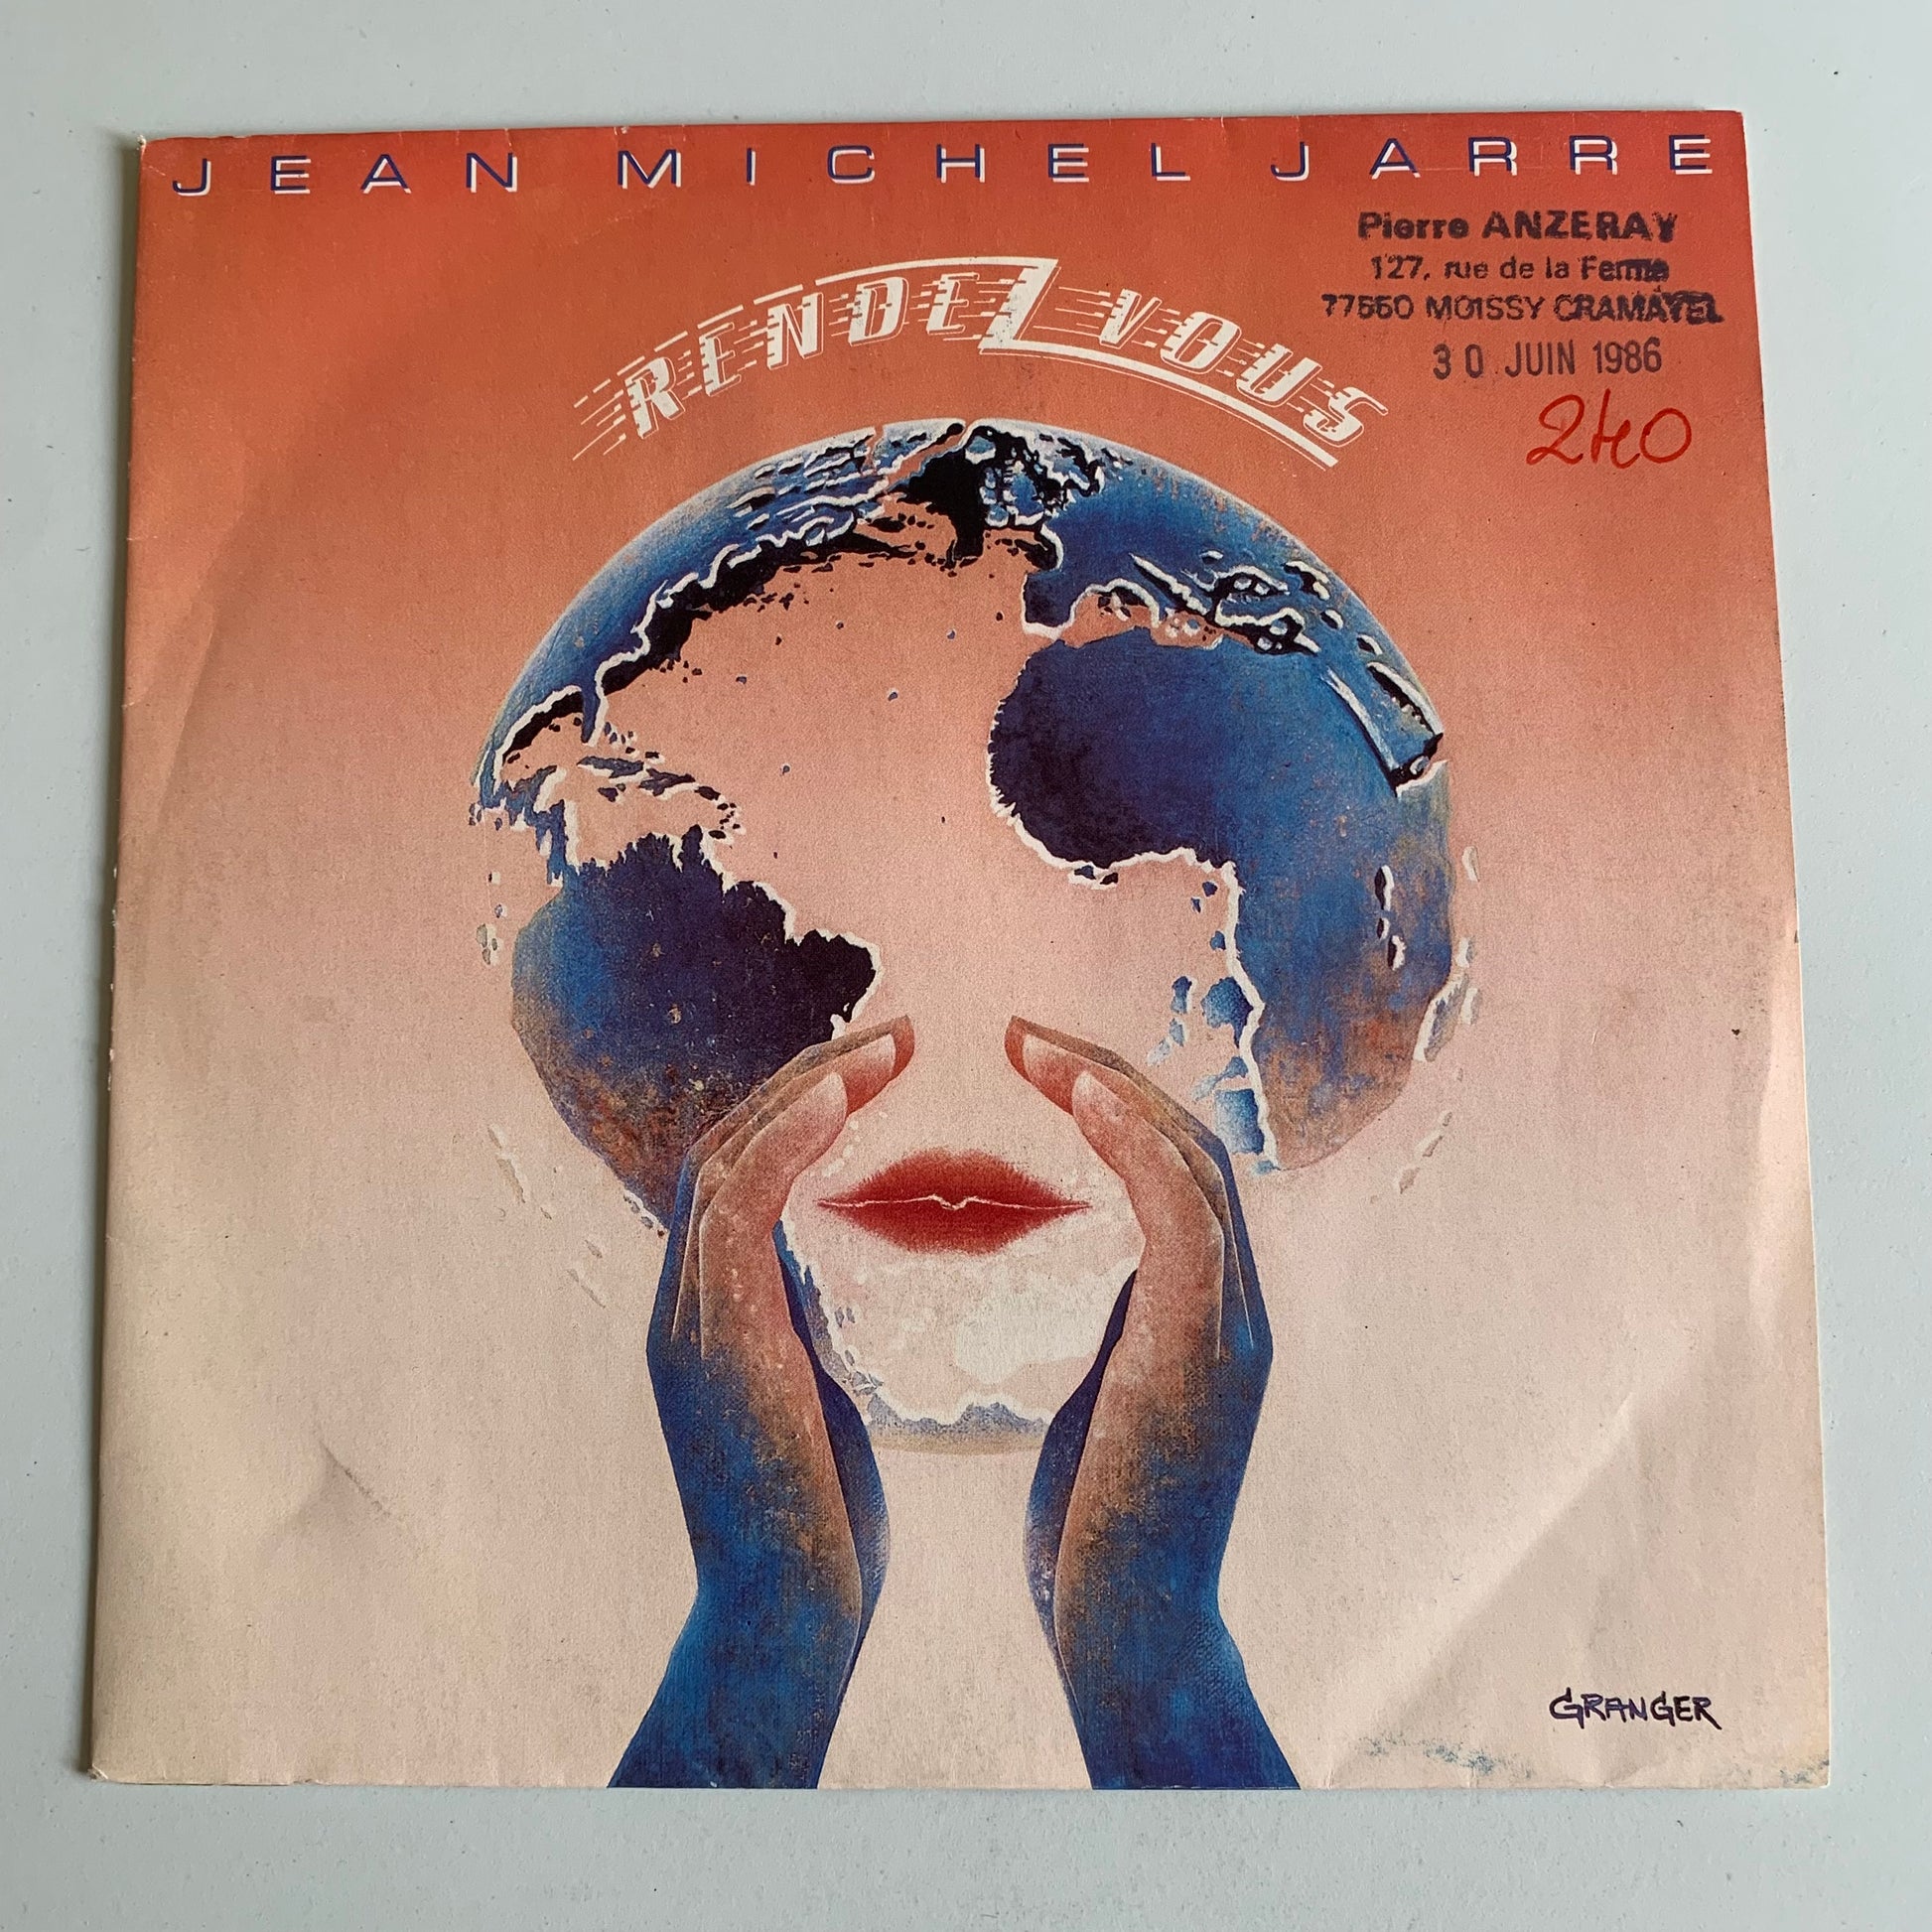 JEAN MICHEL JARRE
RENDEZ VOUS
Pierre ANZERAY
127, rue de la Ferme
77550 MOISSY CRAMAYEL
30 JUIN 1986
240
GRANGER